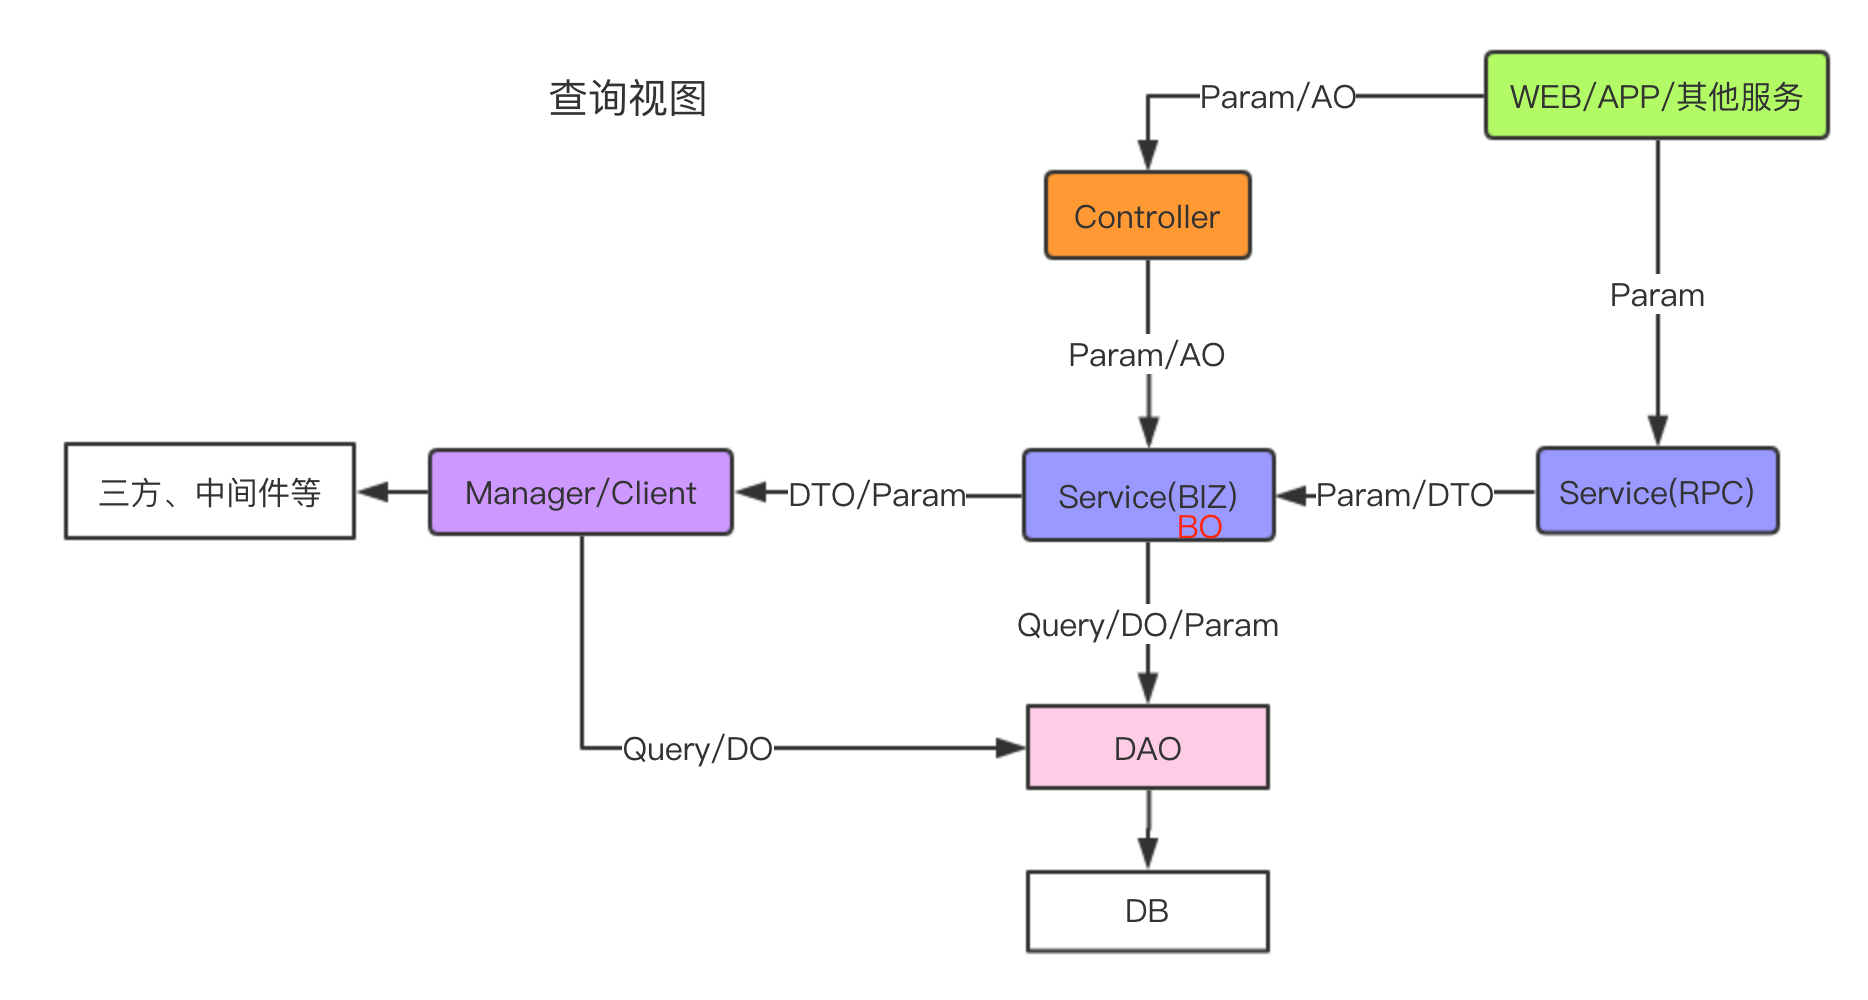 查询视图
Param/AO
WEB/APP/其他服务
Controller
Param
Param/AO
三方、中间件等
Manager/Client
DTO/Param
Service(BIZ)
BO
Param/DTO
Service(RPC)
Query/DO/Param
Query/DO
DAO
DB